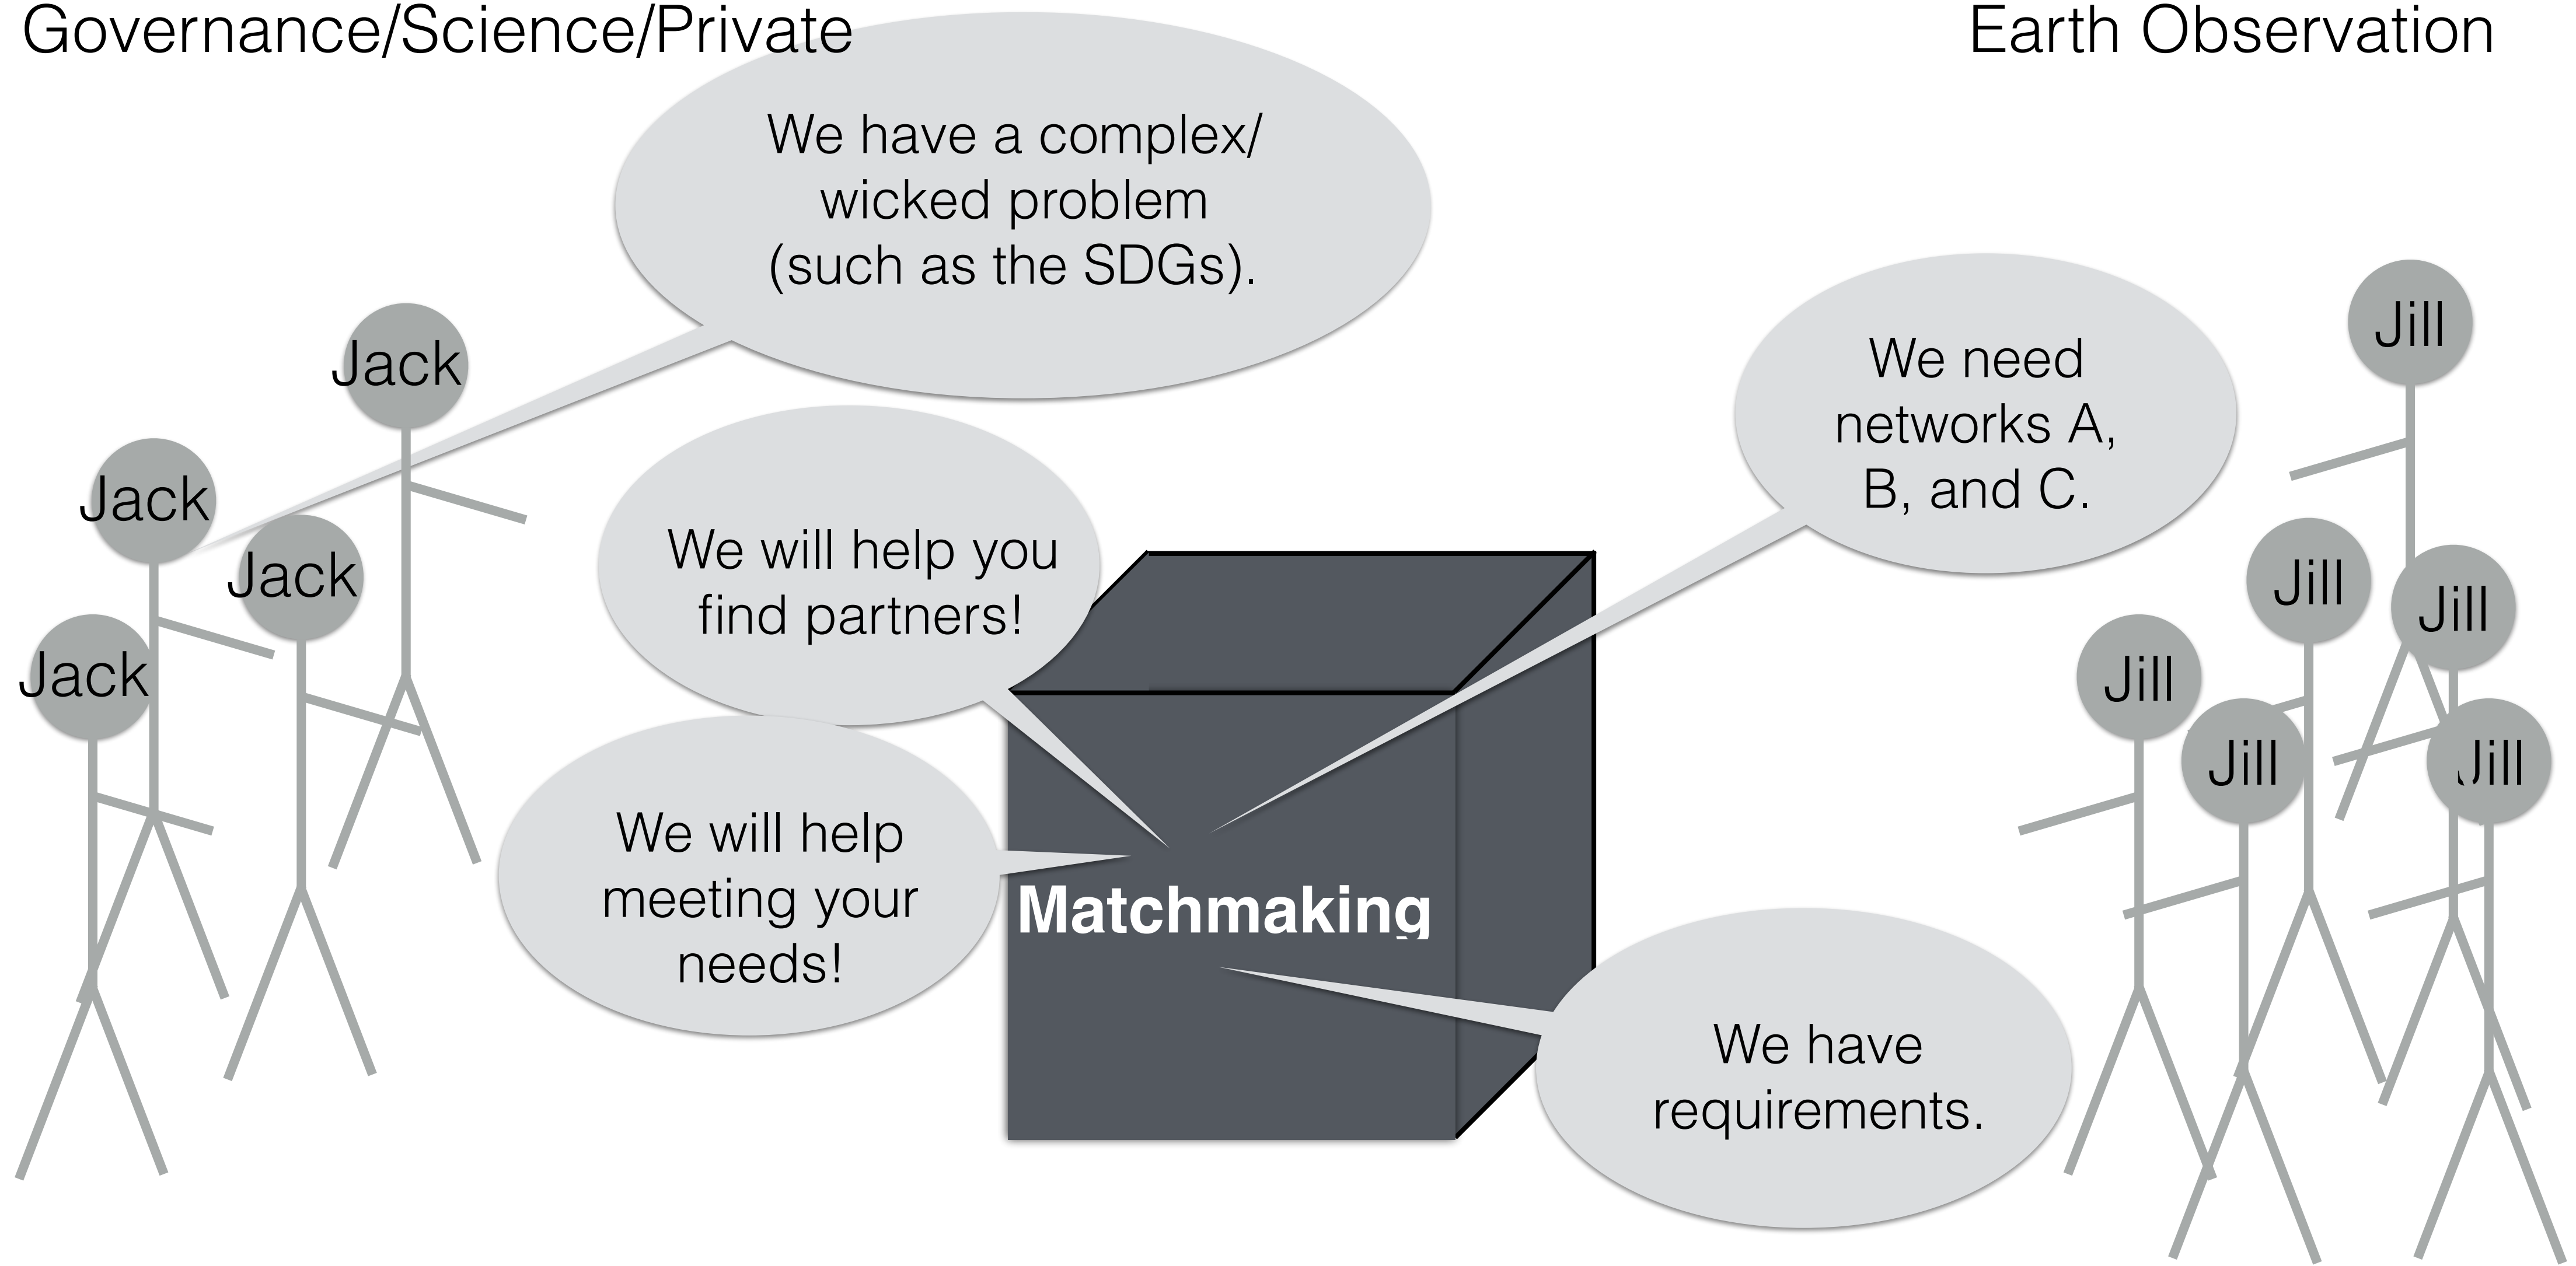 Governance/Science/Private
Earth Observation
We have a complex/
wicked problem
(such as the SDGs).
We need
networks A,
B, and C.
We will help you
find partners!
We will help
meeting your
needs!
Matchmaking
We have
requirements.
Jack
Jack
Jack
Jack
Jill
Jill
Jill
Jill
Jill
Jill